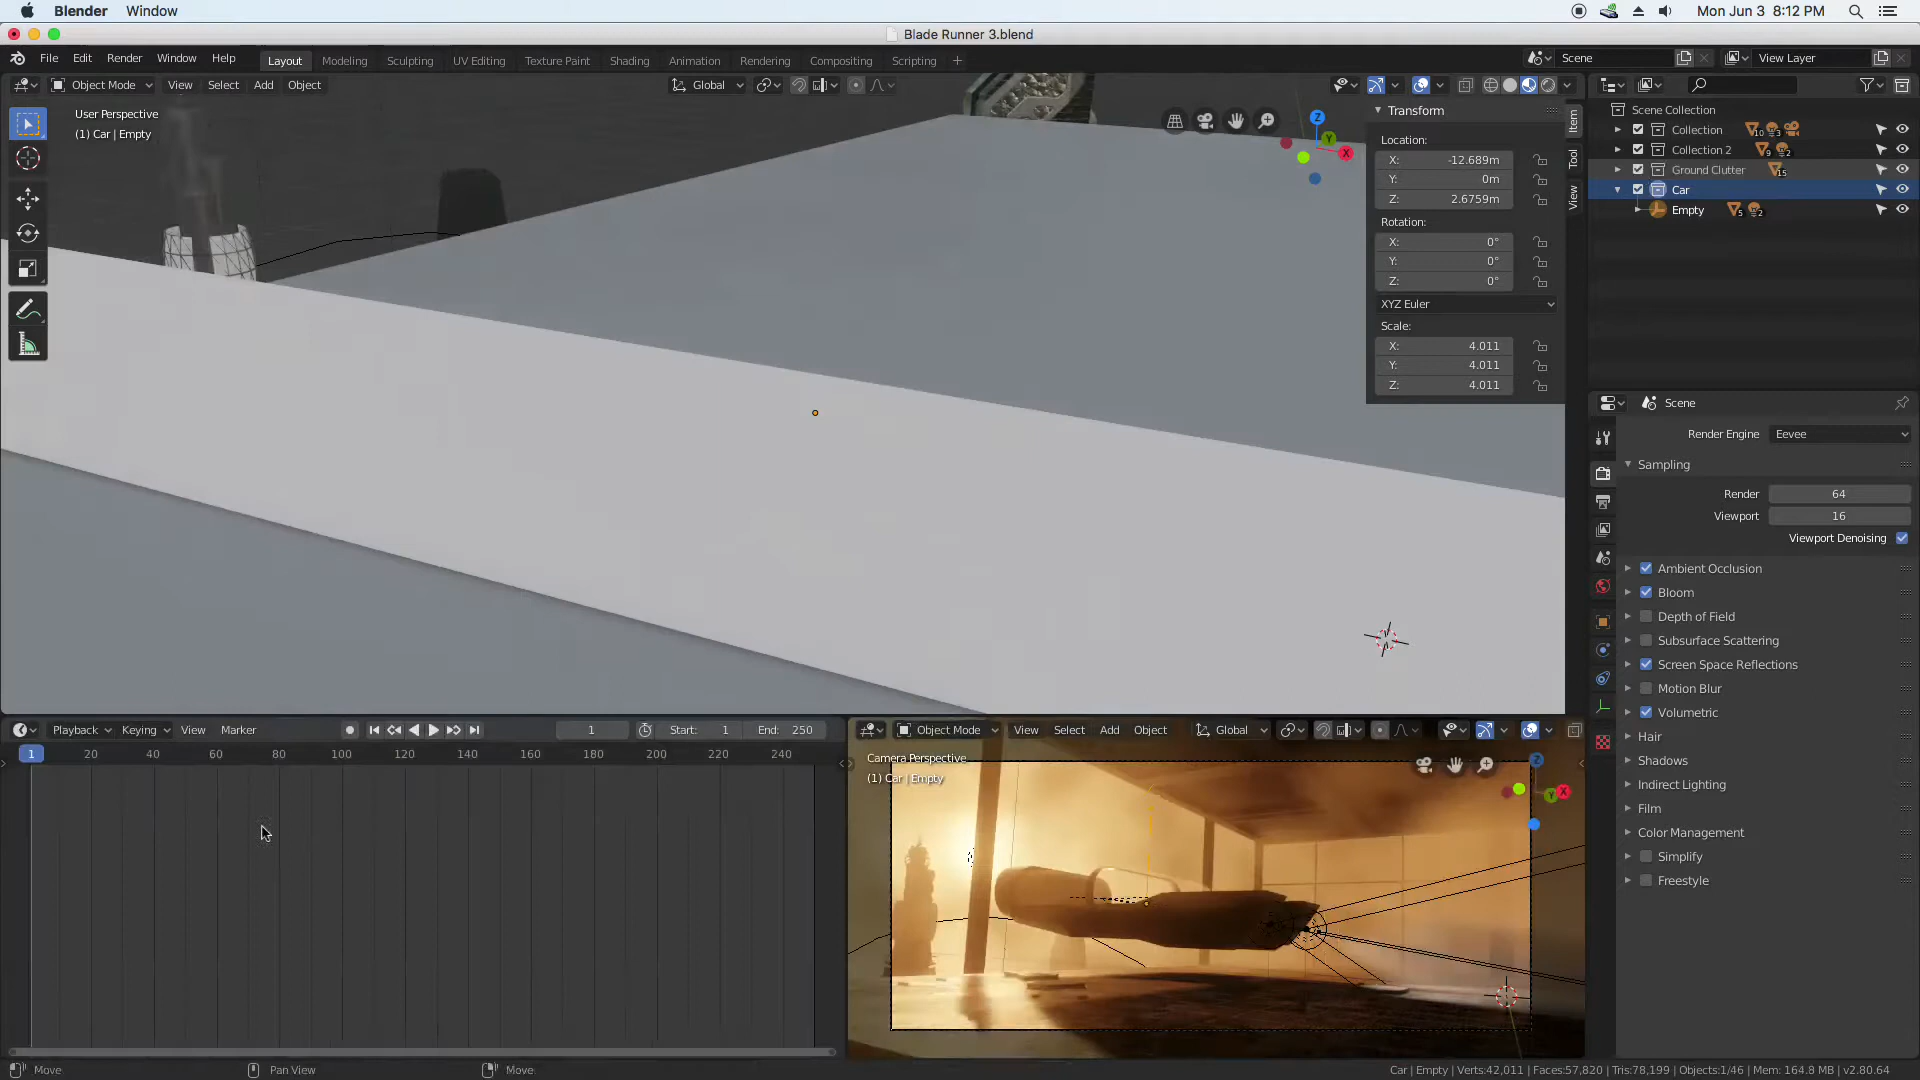 Blender Window
Mon Jun 3 8:12 PM
Blade Runner 3.blend
File Edit Render Window Help
Layout Modeling Sculpting UV Editing Texture Paint Shading Animation Rendering Compositing Scripting +
Scene
View Layer
Object Mode View Select Add Object
Global
User Perspective
(1) Car | Empty
Transform
Location:
X: -12.689m
Y: 0m
Z: 2.6759m
Rotation:
X: 0°
Y: 0°
Z: 0°
XYZ Euler
Scale:
X: 4.011
Y: 4.011
Z: 4.011
Item
Tool
View
Z
Y
X
Scene Collection
Collection 10 3
Collection 2 9 2
Ground Clutter 15
Car
Empty 5 2
Scene
Render Engine Eevee
Sampling
Render 64
Viewport 16
Viewport Denoising
Ambient Occlusion
Bloom
Depth of Field
Subsurface Scattering
Screen Space Reflections
Motion Blur
Volumetric
Hair
Shadows
Indirect Lighting
Film
Color Management
Simplify
Freestyle
Playback Keying View Marker
1
Start: 1 End: 250
1 20 40 60 80 100 120 140 160 180 200 220 240
Object Mode View Select Add Object
Global
Camera Perspective
(1) Car | Empty
Z
Y
X
Move
Pan View
Move
Car | Empty | Verts:42,011 | Faces:57,820 | Tris:78,199 | Objects:1/46 | Mem: 164.8 MB | v2.80.64